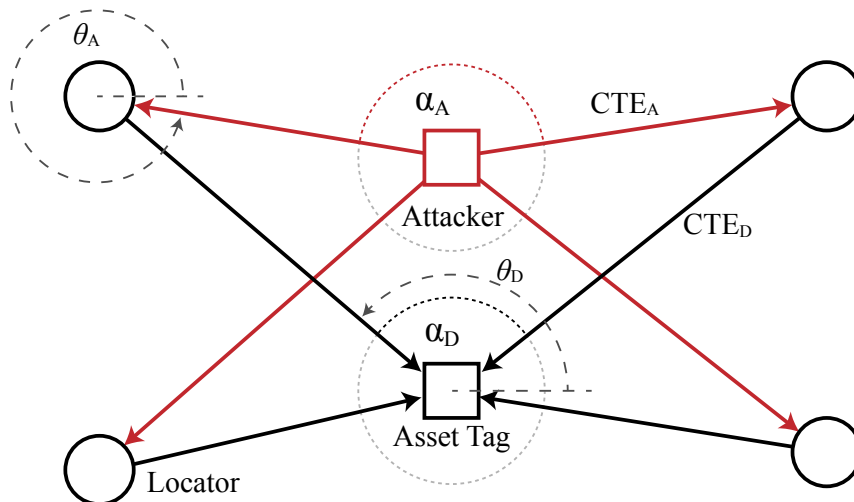 θA
αA
CTEA
Attacker
CTED
θD
αD
Asset Tag
Locator